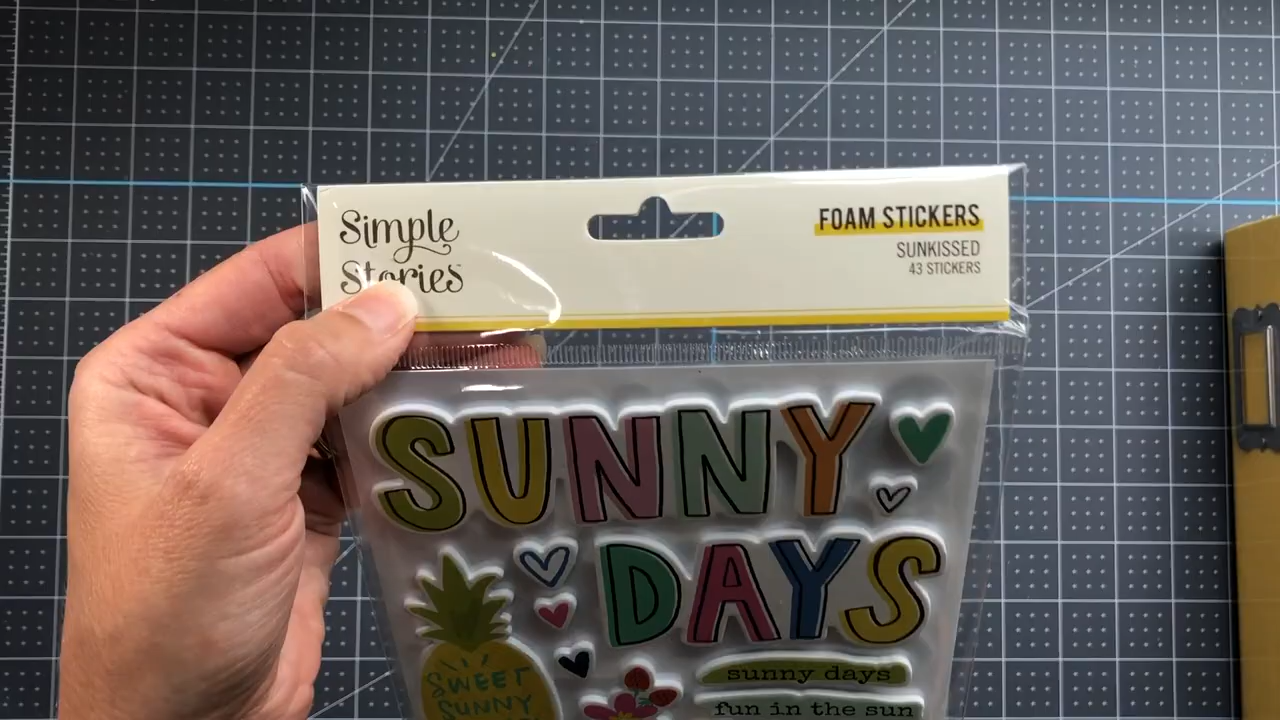 Simple
Stories
FOAM STICKERS
SUNKISSED
43 STICKERS
SUNNY
DAYS
SWEET
SUNNY
sunny days
fun in the sun